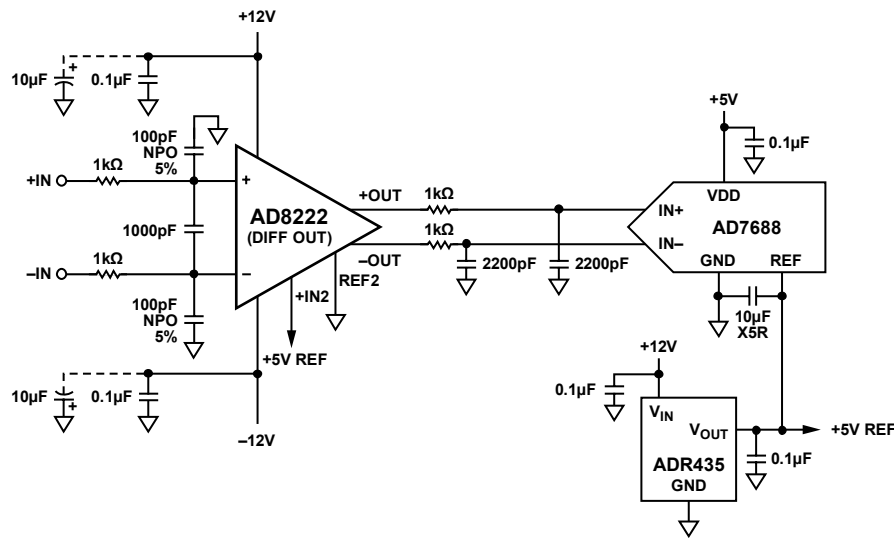 +12V
10µF
+
0.1µF
100pF
NPO
5%
1kΩ
+IN
+
AD8222
(DIFF OUT)
1000pF
1kΩ
–IN
–
100pF
NPO
5%
+OUT
–OUT
1kΩ
1kΩ
REF2
+IN2
+5V REF
2200pF
2200pF
+5V
0.1µF
VDD
IN+
AD7688
IN–
GND
REF
10µF
X5R
10µF
+
0.1µF
–12V
+12V
0.1µF
VIN
VOUT
+5V REF
ADR435
GND
0.1µF